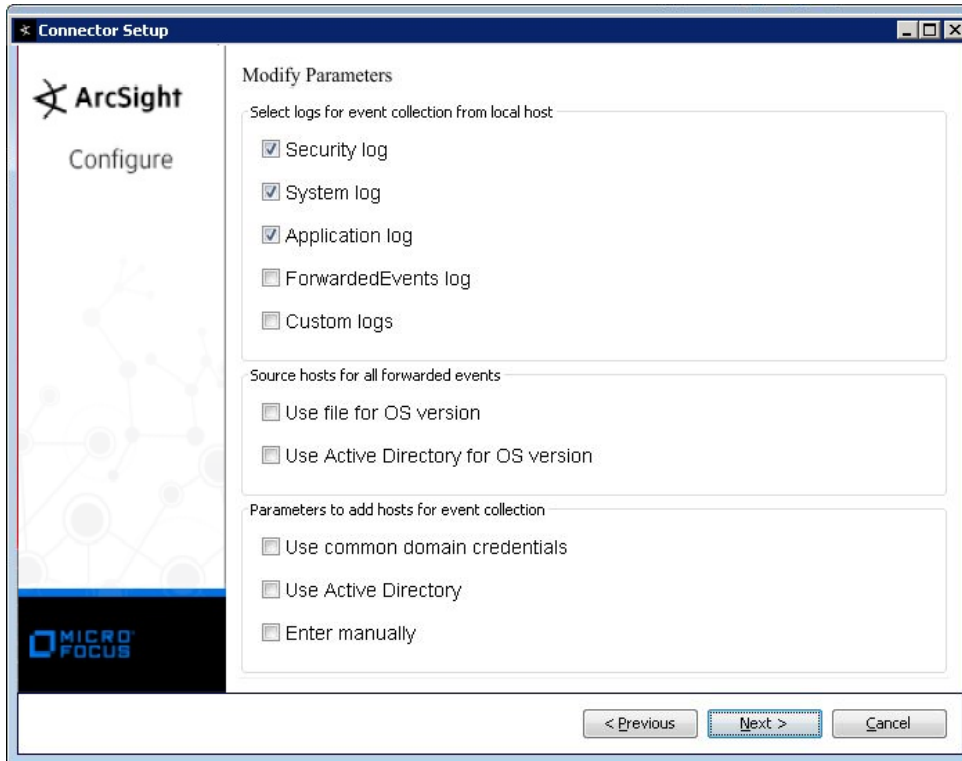 Connector Setup
ArcSight
Configure
Modify Parameters
Select logs for event collection from local host
Security log
System log
Application log
ForwardedEvents log
Custom logs
Source hosts for all forwarded events
Use file for OS version
Use Active Directory for OS version
Parameters to add hosts for event collection
Use common domain credentials
Use Active Directory
Enter manually
MICRO
FOCUS
< Previous
Next >
Cancel